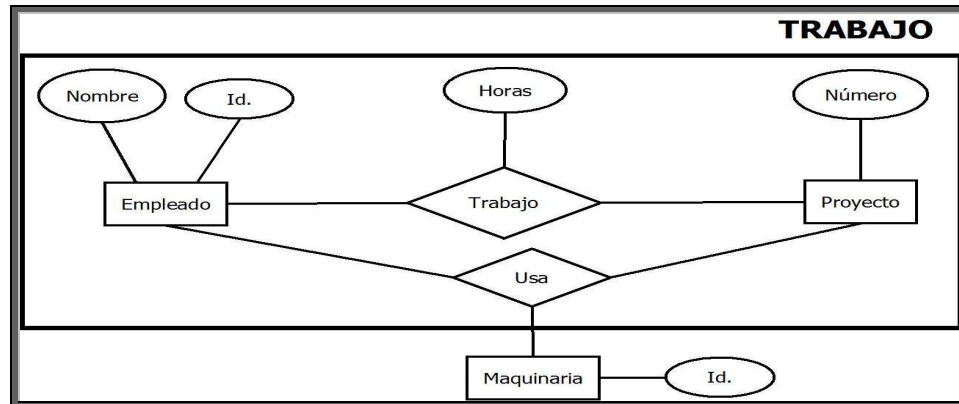 TRABAJO
Nombre
Id.
Horas
Número
Empleado
Trabajo
Proyecto
Usa
Maquinaria
Id.